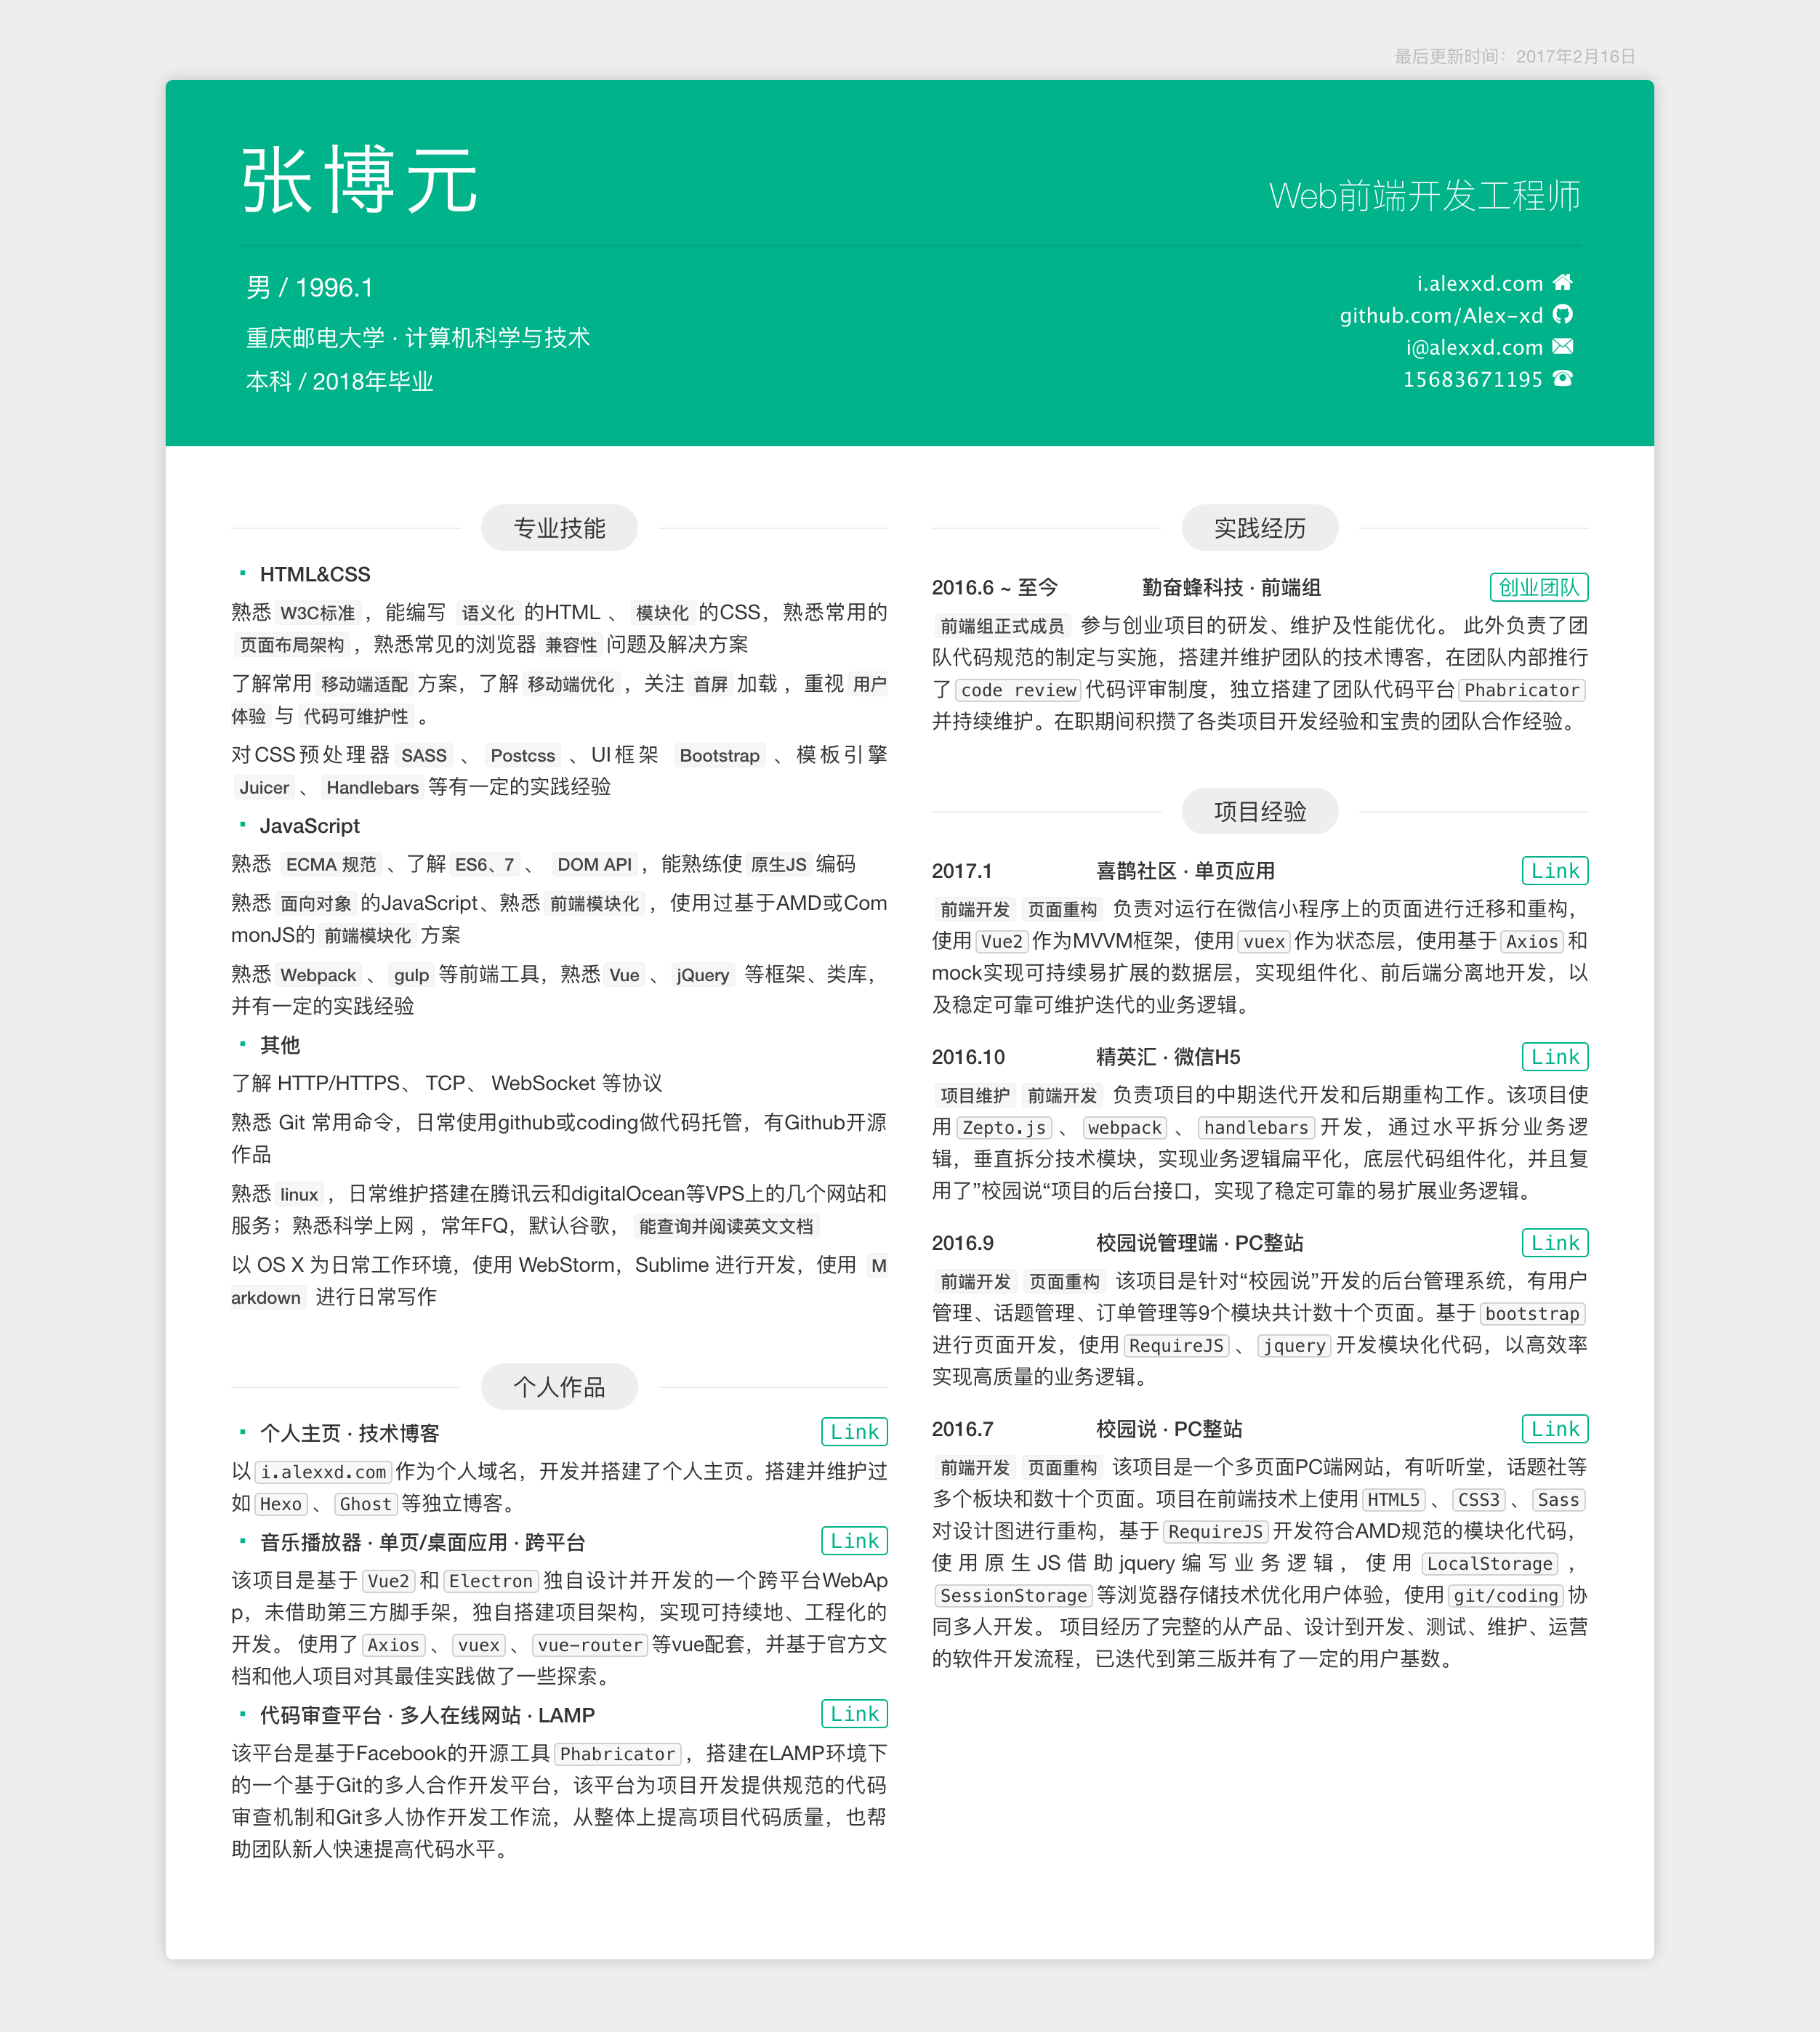 最后更新时间：2017年2月16日
张博元
Web前端开发工程师
男 / 1996.1
重庆邮电大学 · 计算机科学与技术
本科 / 2018年毕业
i.alexxd.com
github.com/Alex-xd
i@alexxd.com
15683671195
专业技能
HTML&CSS
熟悉 W3C标准 ，能编写 语义化 的HTML 、 模块化 的CSS，熟悉常用的
页面布局架构 ，熟悉常见的浏览器 兼容性 问题及解决方案
了解常用 移动端适配 方案，了解 移动端优化 ，关注 首屏 加载 ，重视 用户
体验 与 代码可维护性 。
对CSS预处理器 SASS 、 Postcss 、UI框架 Bootstrap 、模板引擎
Juicer 、 Handlebars 等有一定的实践经验
JavaScript
熟悉 ECMA 规范 、了解 ES6、7 、 DOM API ，能熟练使 原生JS 编码
熟悉 面向对象 的JavaScript、熟悉 前端模块化 ，使用过基于AMD或Com
monJS的 前端模块化 方案
熟悉 Webpack 、 gulp 等前端工具，熟悉 Vue 、 jQuery 等框架、类库，
并有一定的实践经验
其他
了解 HTTP/HTTPS、 TCP、 WebSocket 等协议
熟悉 Git 常用命令，日常使用github或coding做代码托管，有Github开源
作品
熟悉 linux ，日常维护搭建在腾讯云和digitalOcean等VPS上的几个网站和
服务；熟悉科学上网 ，常年FQ，默认谷歌， 能查询并阅读英文文档
以 OS X 为日常工作环境，使用 WebStorm，Sublime 进行开发，使用 M
arkdown 进行日常写作
个人作品
个人主页 · 技术博客 Link
以 i.alexxd.com 作为个人域名，开发并搭建了个人主页。搭建并维护过
如 Hexo 、 Ghost 等独立博客。
音乐播放器 · 单页/桌面应用 · 跨平台 Link
该项目是基于 Vue2 和 Electron 独自设计并开发的一个跨平台WebAp
p，未借助第三方脚手架，独自搭建项目架构，实现可持续地、工程化的
开发。 使用了 Axios 、 vuex 、 vue-router 等vue配套，并基于官方文
档和他人项目对其最佳实践做了一些探索。
代码审查平台 · 多人在线网站 · LAMP Link
该平台是基于Facebook的开源工具 Phabricator ，搭建在LAMP环境下
的一个基于Git的多人合作开发平台，该平台为项目开发提供规范的代码
审查机制和Git多人协作开发工作流，从整体上提高项目代码质量，也帮
助团队新人快速提高代码水平。
实践经历
2016.6 ~ 至今 勤奋蜂科技 · 前端组 创业团队
前端组正式成员 参与创业项目的研发、维护及性能优化。 此外负责了团
队代码规范的制定与实施，搭建并维护团队的技术博客，在团队内部推行
了 code review 代码评审制度，独立搭建了团队代码平台 Phabricator
并持续维护。在职期间积攒了各类项目开发经验和宝贵的团队合作经验。
项目经验
2017.1 喜鹊社区 · 单页应用 Link
前端开发 页面重构 负责对运行在微信小程序上的页面进行迁移和重构，
使用 Vue2 作为MVVM框架，使用 vuex 作为状态层，使用基于 Axios 和
mock实现可持续易扩展的数据层，实现组件化、前后端分离地开发，以
及稳定可靠可维护迭代的业务逻辑。
2016.10 精英汇 · 微信H5 Link
项目维护 前端开发 负责项目的中期迭代开发和后期重构工作。该项目使
用 Zepto.js 、 webpack 、 handlebars 开发，通过水平拆分业务逻
辑，垂直拆分技术模块，实现业务逻辑扁平化，底层代码组件化，并且复
用了”校园说“项目的后台接口，实现了稳定可靠的易扩展业务逻辑。
2016.9 校园说管理端 · PC整站 Link
前端开发 页面重构 该项目是针对“校园说”开发的后台管理系统，有用户
管理、话题管理、订单管理等9个模块共计数十个页面。基于 bootstrap
进行页面开发，使用 RequireJS 、 jquery 开发模块化代码，以高效率
实现高质量的业务逻辑。
2016.7 校园说 · PC整站 Link
前端开发 页面重构 该项目是一个多页面PC端网站，有听听堂，话题社等
多个板块和数十个页面。项目在前端技术上使用 HTML5 、 CSS3 、 Sass
对设计图进行重构，基于 RequireJS 开发符合AMD规范的模块化代码，
使用原生JS借助jquery编写业务逻辑，使用 LocalStorage ，
SessionStorage 等浏览器存储技术优化用户体验，使用 git/coding 协
同多人开发。 项目经历了完整的从产品、设计到开发、测试、维护、运营
的软件开发流程，已迭代到第三版并有了一定的用户基数。